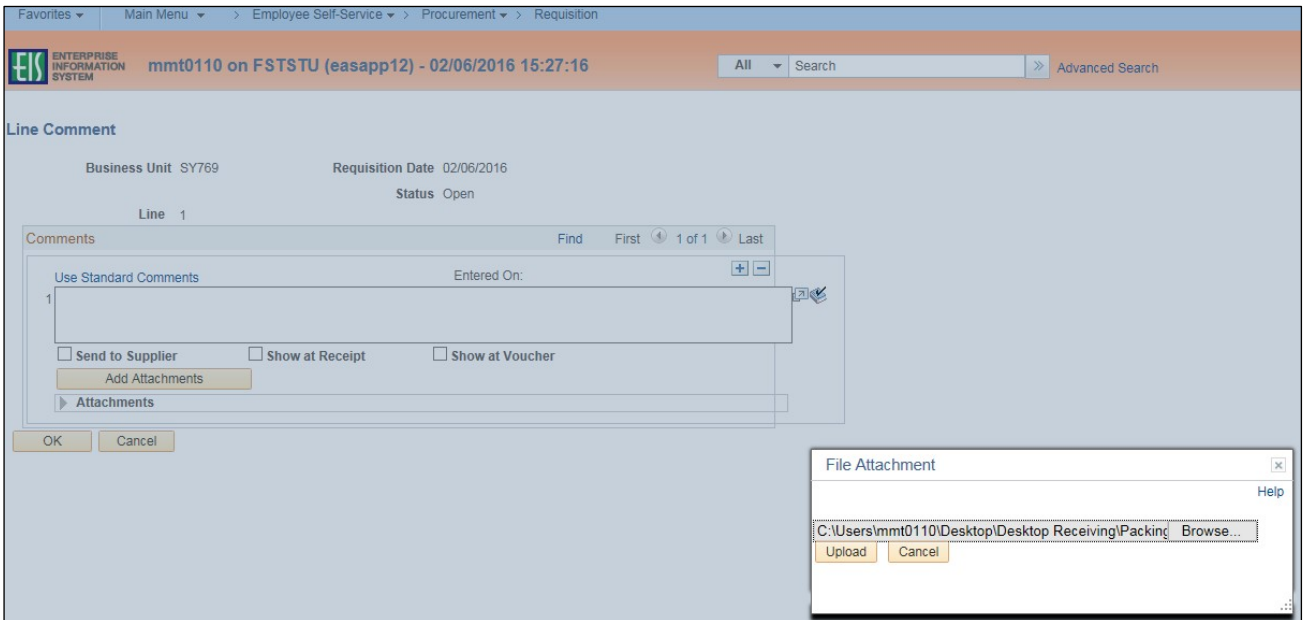 Favorites Main Menu > Employee Self-Service > Procurement > Requisition
EIS ENTERPRISE INFORMATION SYSTEM
mmt0110 on FSTSTU (easapp12) - 02/06/2016 15:27:16
All Search » Advanced Search
Line Comment
Business Unit SY769 Requisition Date 02/06/2016
Status Open
Line 1
Comments Find First 1 of 1 Last
Use Standard Comments Entered On: + -
1
Send to Supplier Show at Receipt Show at Voucher
Add Attachments
Attachments
OK Cancel
File Attachment x
Help
C:\Users\mmt0110\Desktop\Desktop Receiving\Packing Browse...
Upload Cancel